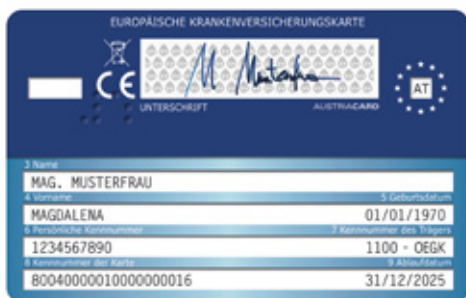 EUROPÄISCHE KRANKENVERSICHERUNGSKARTE
CE
M Musterfrau
UNTERSCHRIFT AUSTRIACARD
AT
3 Name
MAG. MUSTERFRAU
4 Vorname 5 Geburtsdatum
MAGDALENA 01/01/1970
6 Persönliche Kennnummer 7 Kennnummer des Trägers
1234567890 1100 - OEGK
8 Kennnummer der Karte 9 Ablaufdatum
80040000010000000016 31/12/2025